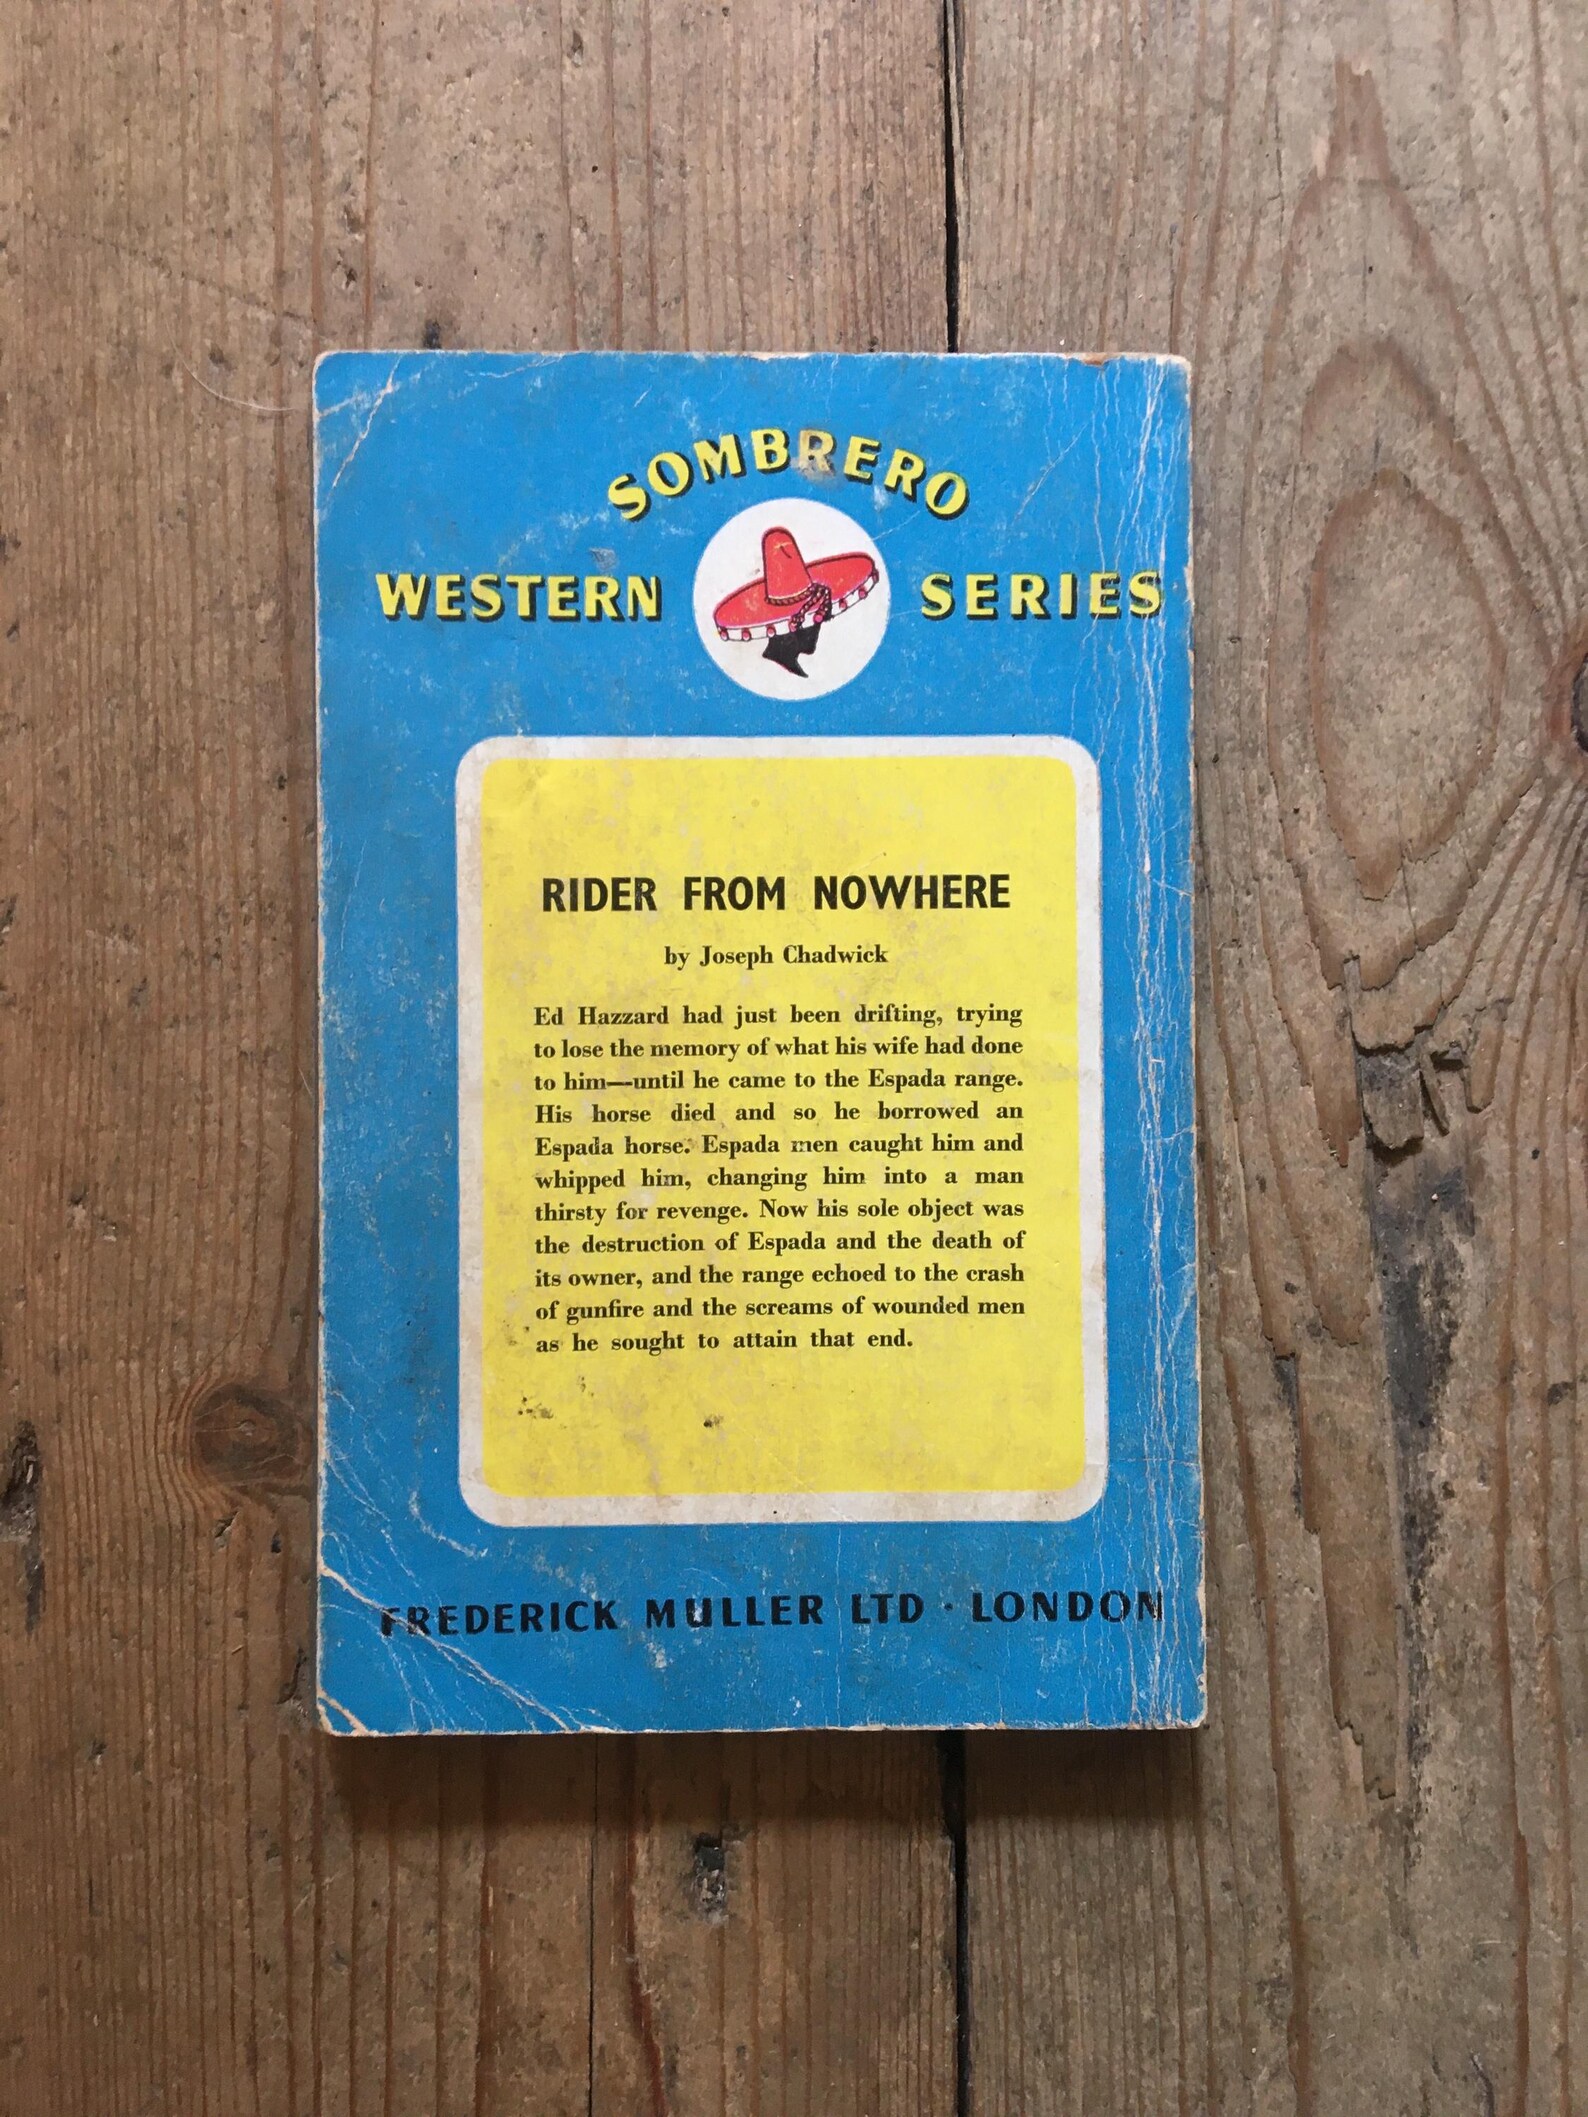 SOMBRERO
WESTERN SERIES
RIDER FROM NOWHERE
by Joseph Chadwick
Ed Hazzard had just been drifting, trying
to lose the memory of what his wife had done
to him—until he came to the Espada range.
His horse died and so he borrowed an
Espada horse. Espada men caught him and
whipped him, changing him into a man
thirsty for revenge. Now his sole object was
the destruction of Espada and the death of
its owner, and the range echoed to the crash
of gunfire and the screams of wounded men
as he sought to attain that end.
FREDERICK MULLER LTD · LONDON